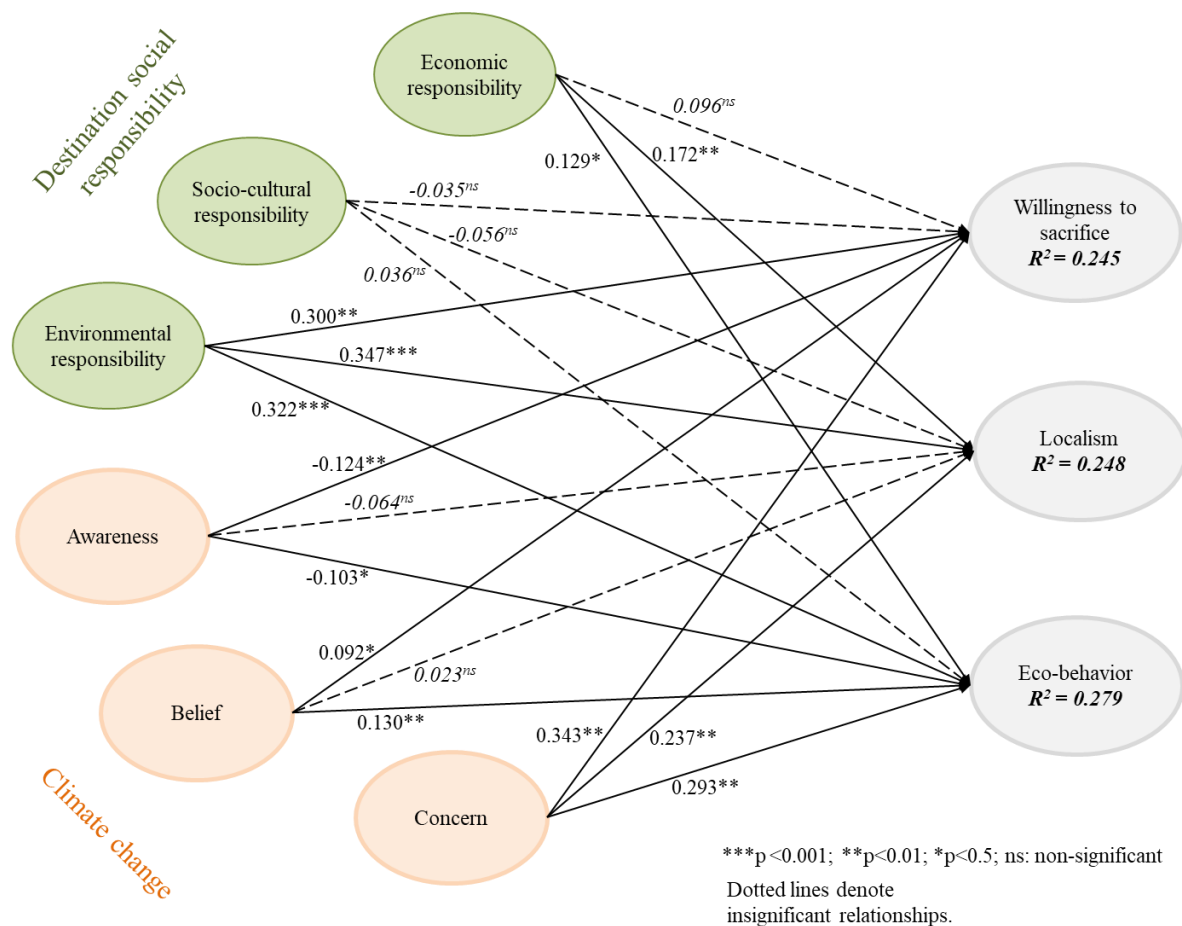 Destination social
responsibility
Economic
responsibility
0.096ns
0.129*
0.172**
Socio-cultural
responsibility
-0.035ns
-0.056ns
0.036ns
Willingness to
sacrifice
R² = 0.245
Environmental
responsibility
0.300**
0.347***
0.322***
Localism
R² = 0.248
Awareness
-0.124**
-0.064ns
-0.103*
Belief
0.092*
0.023ns
0.130**
Eco-behavior
R² = 0.279
Climate change
Concern
0.343**
0.237**
0.293**
***p <0.001; **p<0.01; *p<0.5; ns: non-significant
Dotted lines denote
insignificant relationships.